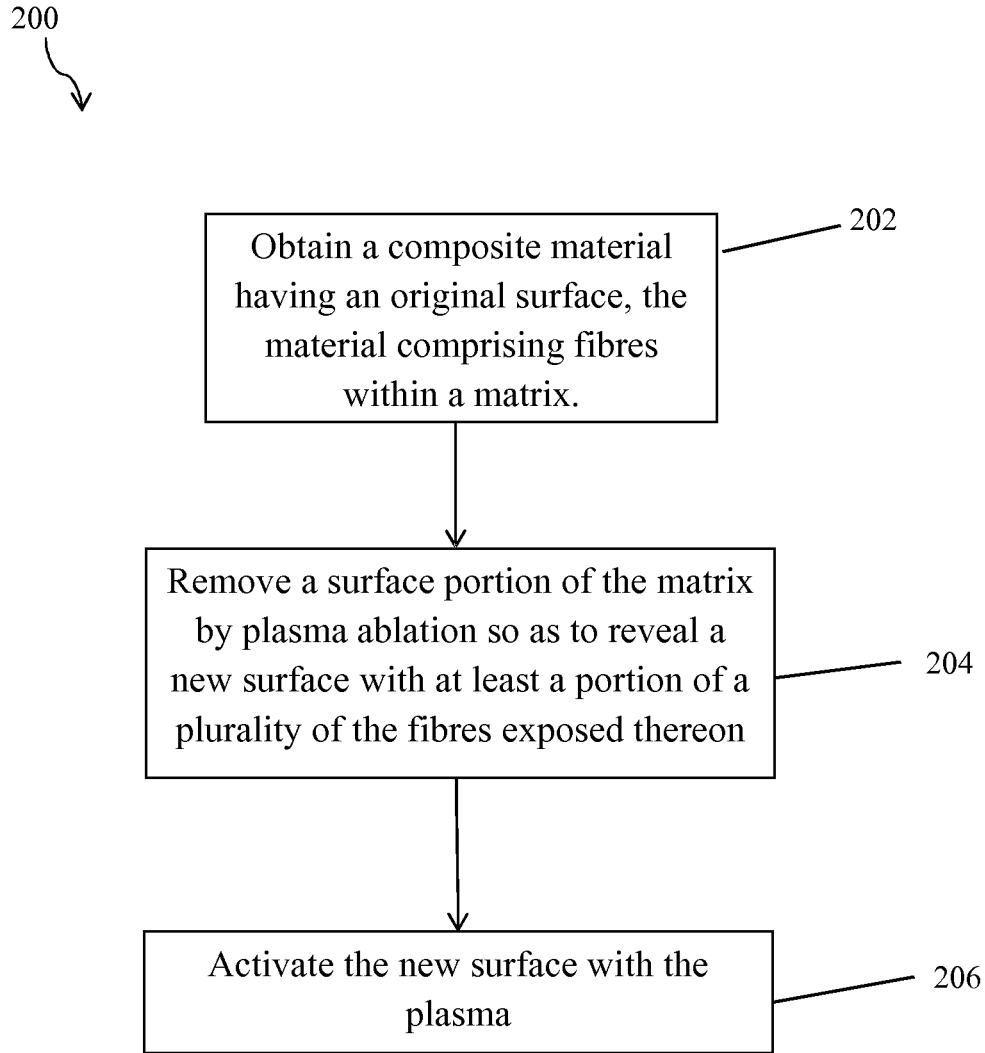 200
202
Obtain a composite material
having an original surface, the
material comprising fibres
within a matrix.
Remove a surface portion of the matrix
by plasma ablation so as to reveal a
new surface with at least a portion of a
plurality of the fibres exposed thereon
204
Activate the new surface with the
plasma
206